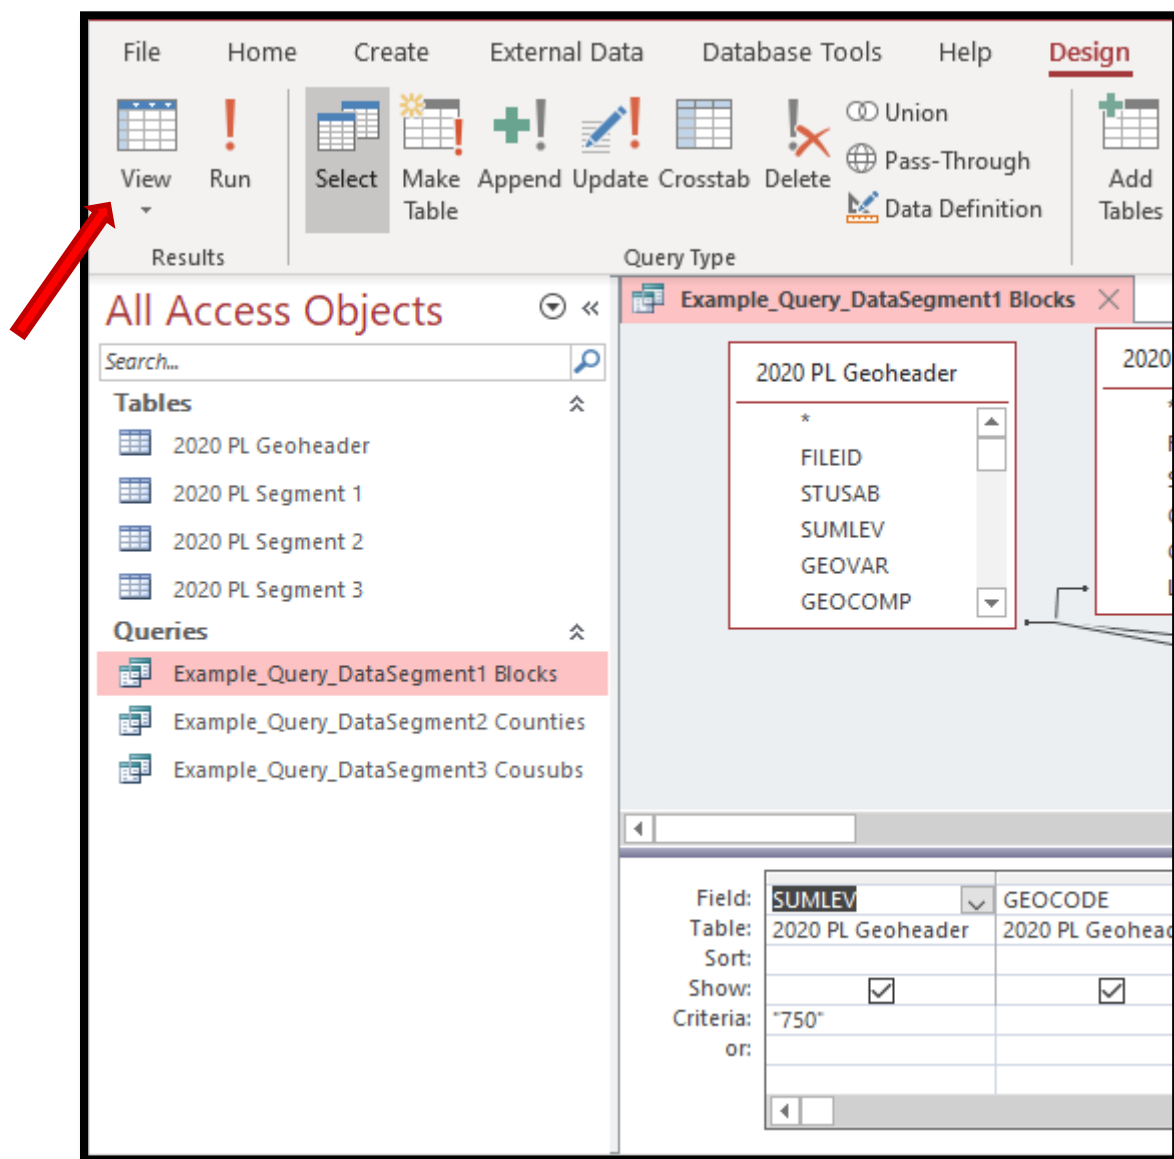 File Home Create External Data Database Tools Help Design
View Run Select Make Table Append Update Crosstab Delete Union Pass-Through Data Definition Add Tables
Results Query Type
All Access Objects
Search...
Tables
2020 PL Geoheader
2020 PL Segment 1
2020 PL Segment 2
2020 PL Segment 3
Queries
Example_Query_DataSegment1 Blocks
Example_Query_DataSegment2 Counties
Example_Query_DataSegment3 Cousubs
Example_Query_DataSegment1 Blocks
2020 PL Geoheader
*
FILEID
STUSAB
SUMLEV
GEOVAR
GEOCOMP
2020
Field: SUMLEV GEOCODE
Table: 2020 PL Geoheader 2020 PL
Sort:
Show:
Criteria: "750"
or: